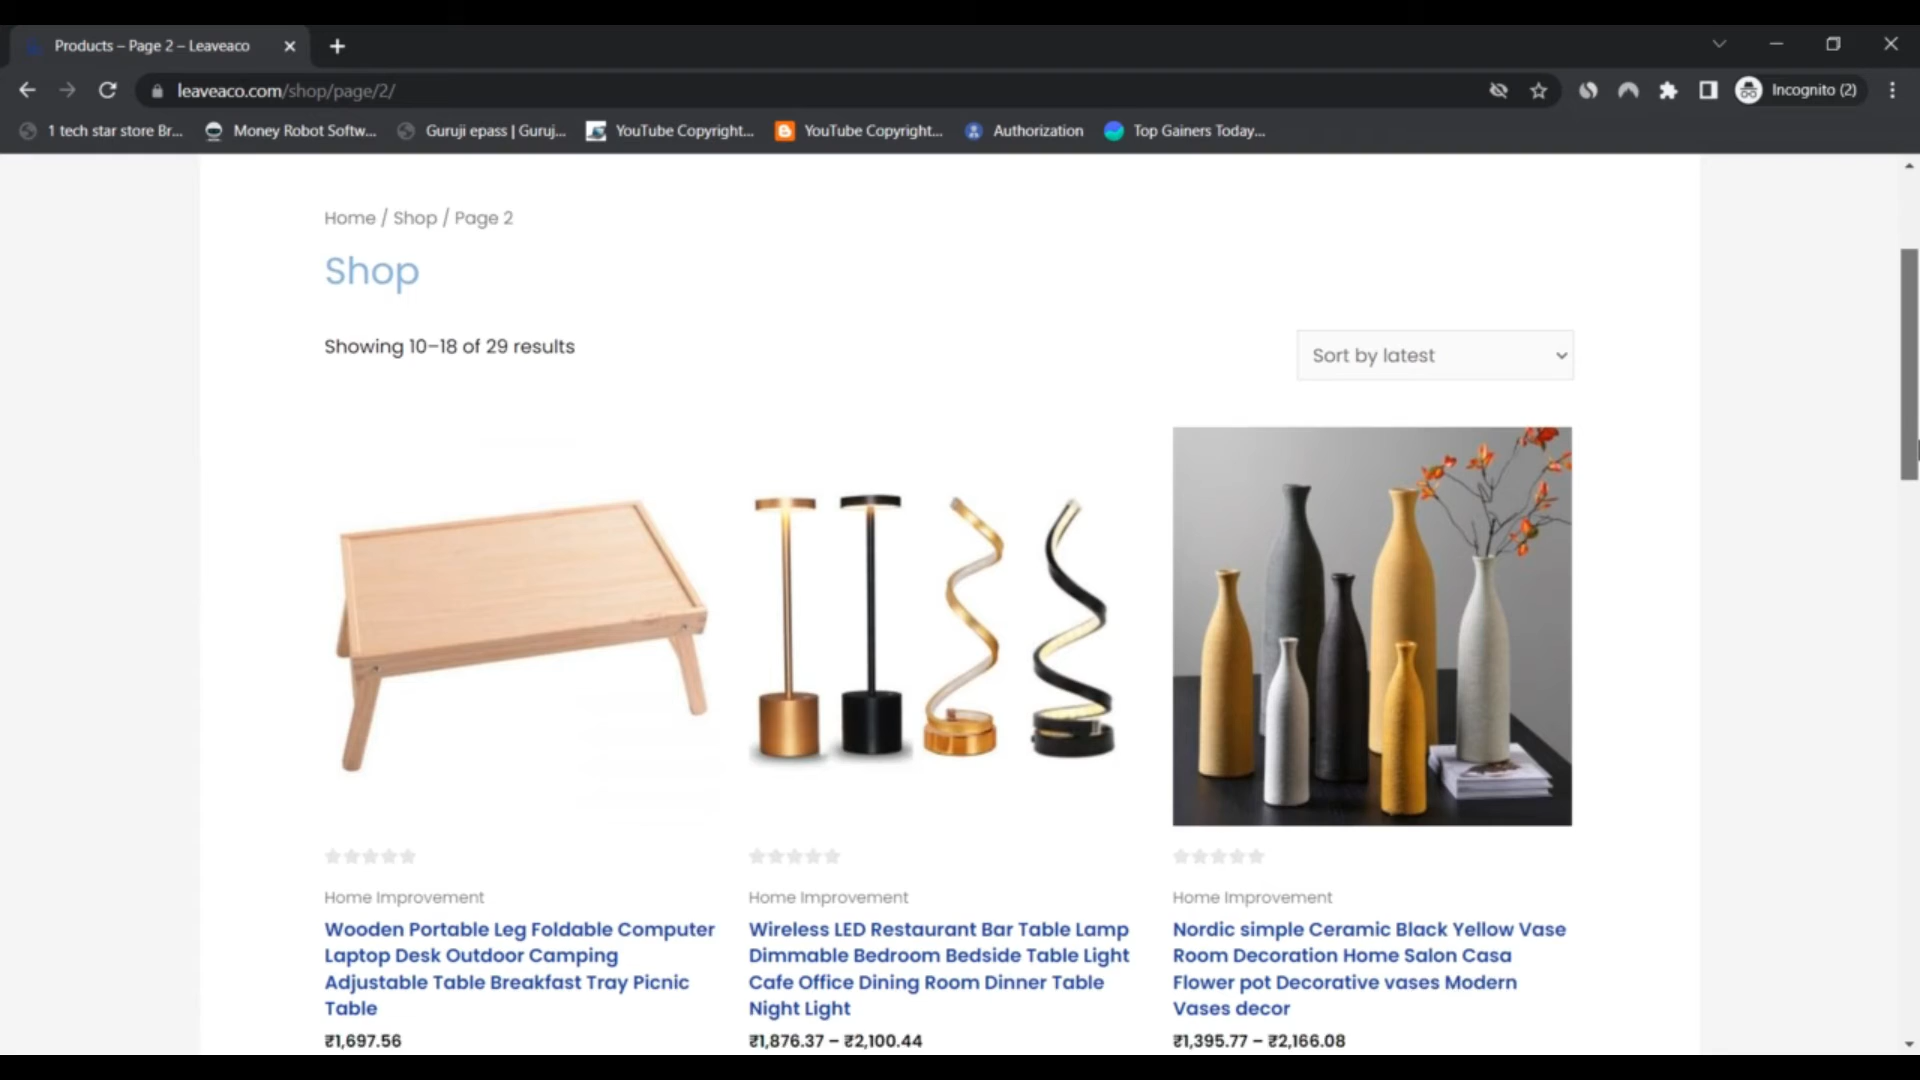 Products – Page 2 – Leaveaco
leaveaco.com/shop/page/2/
Incognito (2)
1 tech star store Br...
Money Robot Softw...
Guruji epass | Guruj...
YouTube Copyright...
YouTube Copyright...
Authorization
Top Gainers Today...
Home / Shop / Page 2
Shop
Showing 10–18 of 29 results
Sort by latest
Home Improvement
Wooden Portable Leg Foldable Computer
Laptop Desk Outdoor Camping
Adjustable Table Breakfast Tray Picnic
Table
₹1,697.56
Home Improvement
Wireless LED Restaurant Bar Table Lamp
Dimmable Bedroom Bedside Table Light
Cafe Office Dining Room Dinner Table
Night Light
₹1,876.37 – ₹2,100.44
Home Improvement
Nordic simple Ceramic Black Yellow Vase
Room Decoration Home Salon Casa
Flower pot Decorative vases Modern
Vases decor
₹1,395.77 – ₹2,166.08